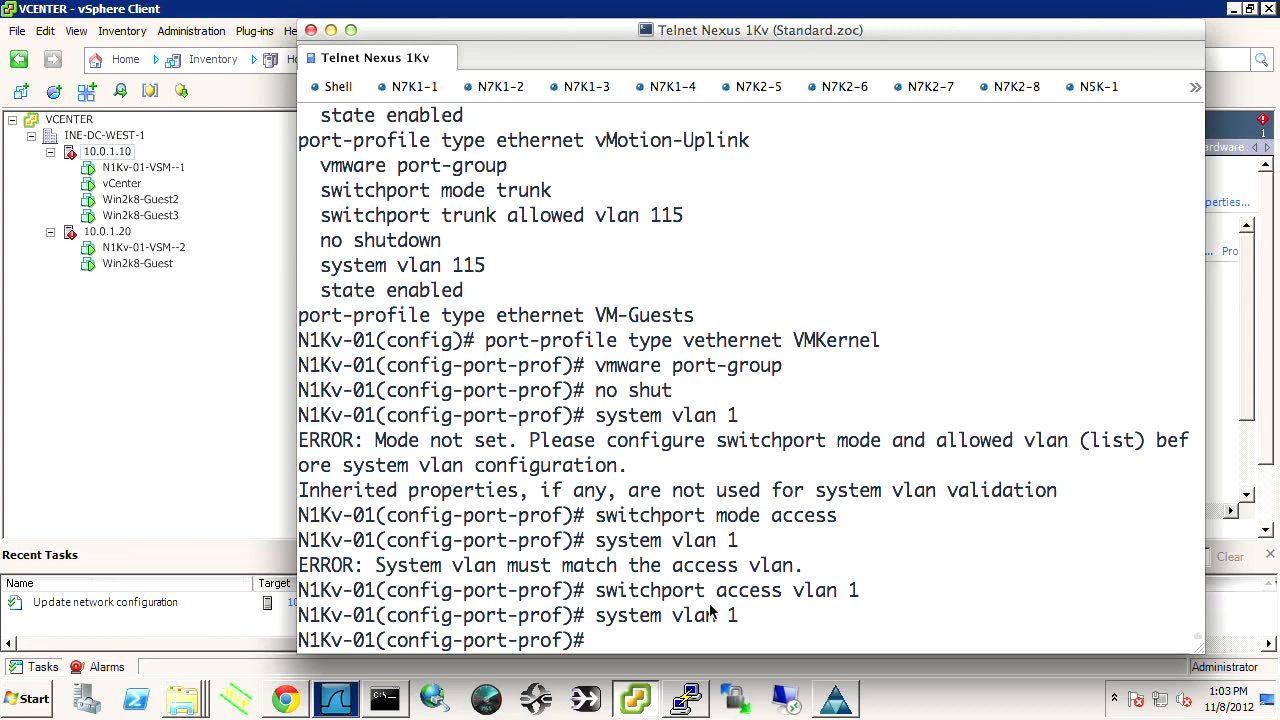 VCENTER - vSphere Client
File Edit View Inventory Administration Plug-ins He
Home Inventory Ho
VCENTER
INE-DC-WEST-1
10.0.1.10
N1Kv-01-VSM--1
vCenter
Win2k8-Guest2
Win2k8-Guest3
10.0.1.20
N1Kv-01-VSM--2
Win2k8-Guest
Telnet Nexus 1Kv (Standard.zoc)
Telnet Nexus 1Kv
Shell N7K1-1 N7K1-2 N7K1-3 N7K1-4 N7K2-5 N7K2-6 N7K2-7 N7K2-8 N5K-1 »
state enabled
port-profile type ethernet vMotion-Uplink
vmware port-group
switchport mode trunk
switchport trunk allowed vlan 115
no shutdown
system vlan 115
state enabled
port-profile type ethernet VM-Guests
N1Kv-01(config)# port-profile type vethernet VMKernel
N1Kv-01(config-port-prof)# vmware port-group
N1Kv-01(config-port-prof)# no shut
N1Kv-01(config-port-prof)# system vlan 1
ERROR: Mode not set. Please configure switchport mode and allowed vlan (list) bef
ore system vlan configuration.
Inherited properties, if any, are not used for system vlan validation
N1Kv-01(config-port-prof)# switchport mode access
N1Kv-01(config-port-prof)# system vlan 1
ERROR: System vlan must match the access vlan.
N1Kv-01(config-port-prof)# switchport access vlan 1
N1Kv-01(config-port-prof)# system vlan 1
N1Kv-01(config-port-prof)#
1
ardware
perties...
... Pro
Clear
Recent Tasks
Name Target
Update network configuration 10
Tasks Alarms
Administrator
Start
1:03 PM
11/8/2012